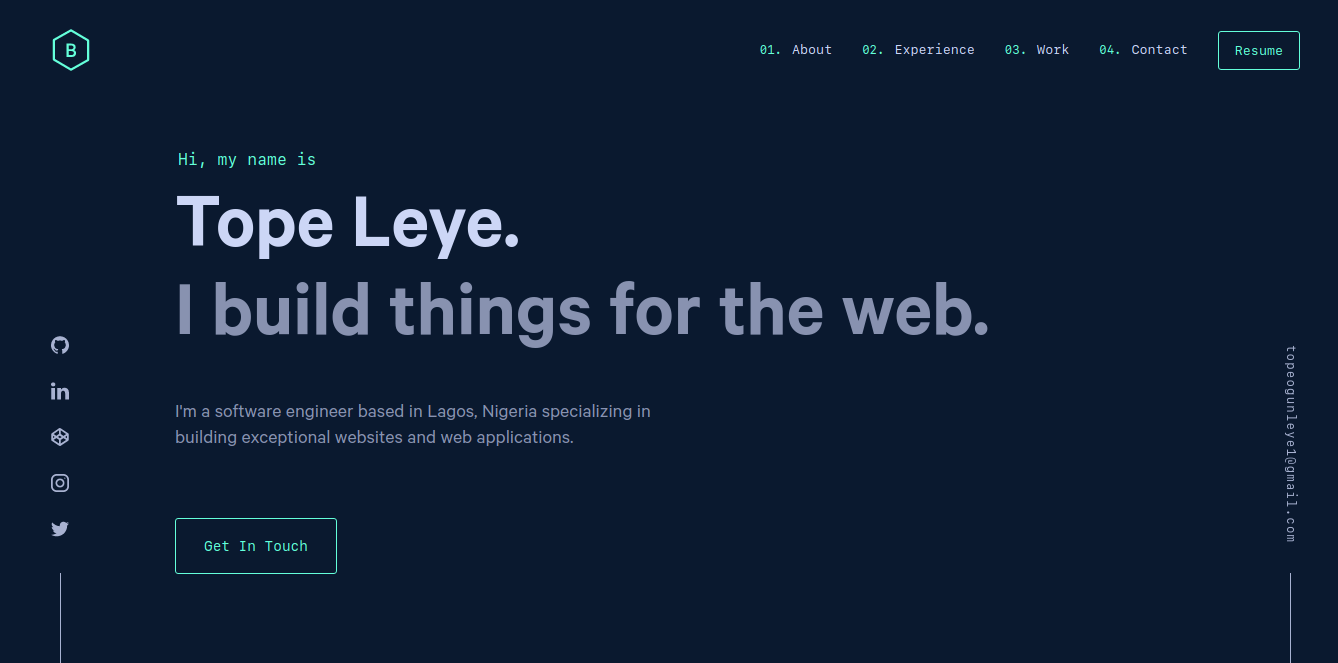 B
01. About 02. Experience 03. Work 04. Contact Resume
Hi, my name is
Tope Leye.
I build things for the web.
I'm a software engineer based in Lagos, Nigeria specializing in
building exceptional websites and web applications.
Get In Touch
topeogunleye1@gmail.com